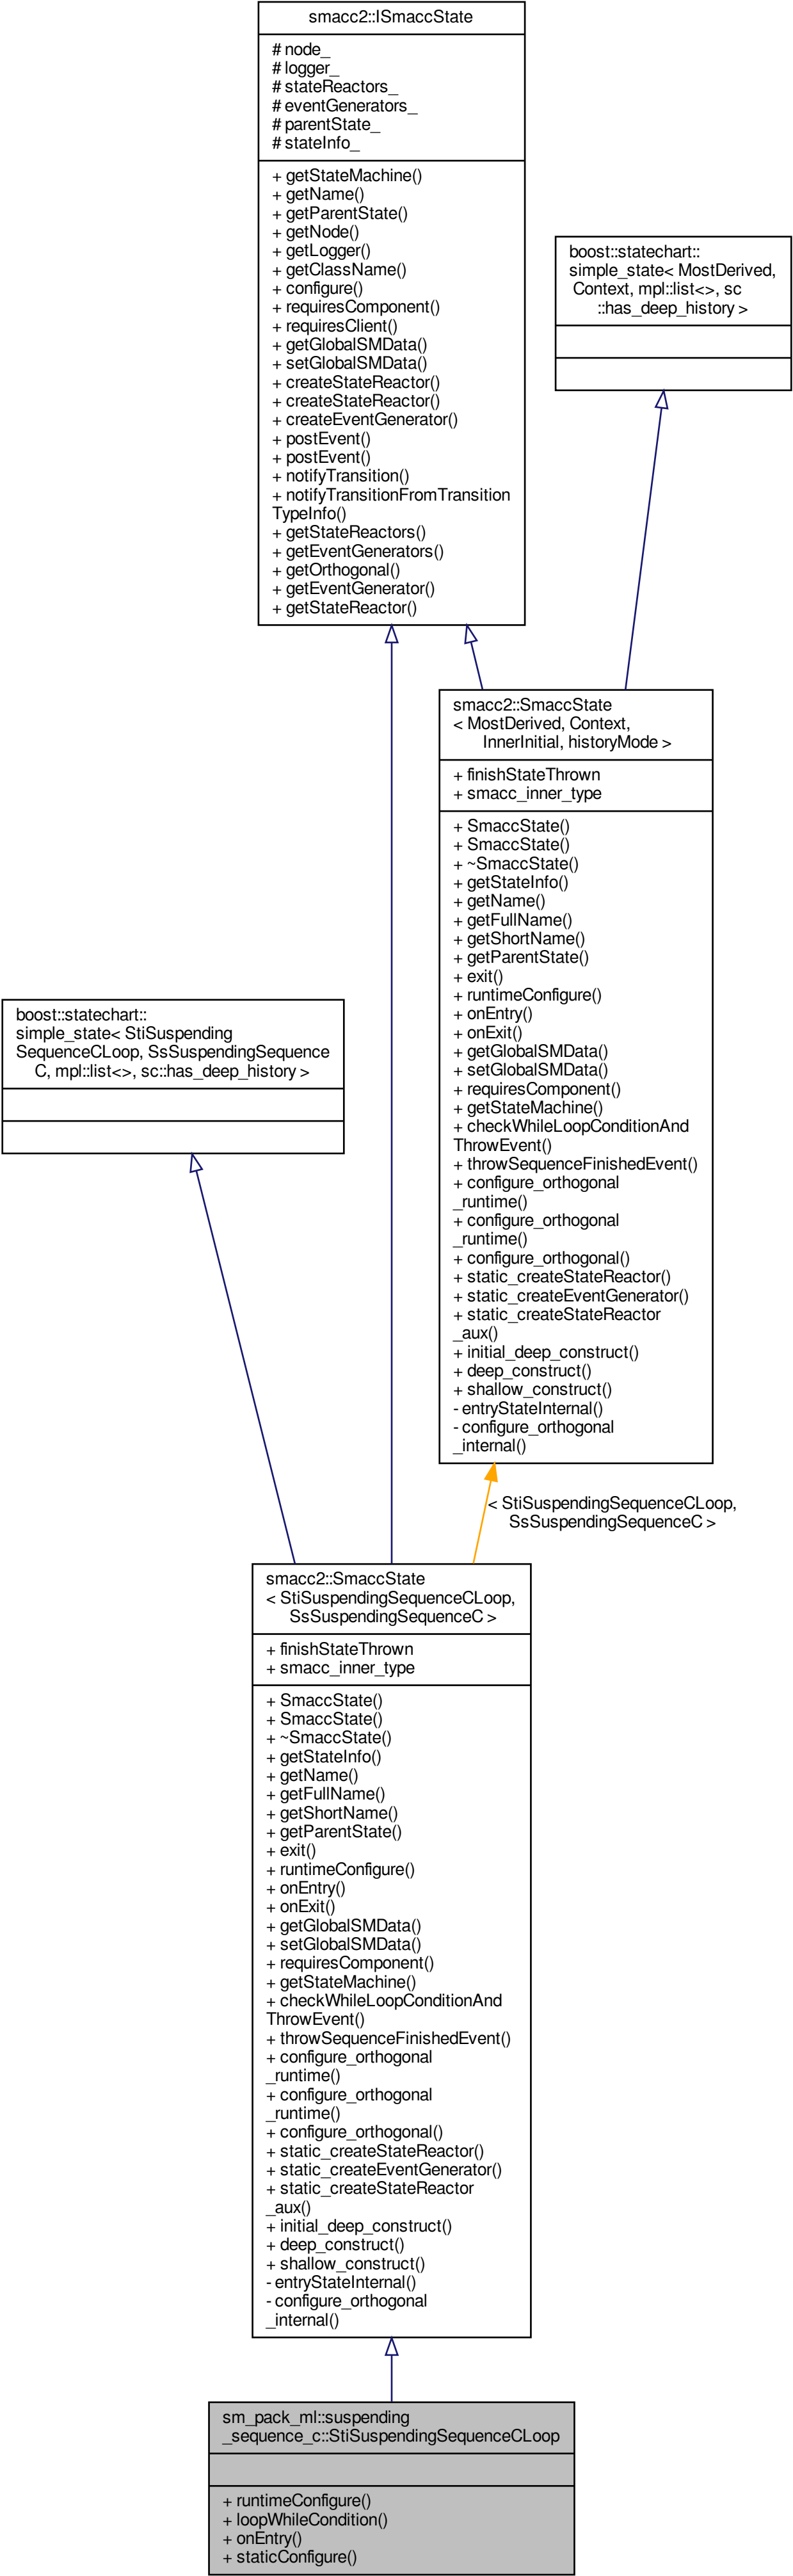 smacc2::ISmaccState
# node_
# logger_
# stateReactors_
# eventGenerators_
# parentState_
# stateInfo_
+ getStateMachine()
+ getName()
+ getParentState()
+ getNode()
+ getLogger()
+ getClassName()
+ configure()
+ requiresComponent()
+ requiresClient()
+ getGlobalSMData()
+ setGlobalSMData()
+ createStateReactor()
+ createStateReactor()
+ createEventGenerator()
+ postEvent()
+ postEvent()
+ notifyTransition()
+ notifyTransitionFromTransition
TypeInfo()
+ getStateReactors()
+ getEventGenerators()
+ getOrthogonal()
+ getEventGenerator()
+ getStateReactor()
boost::statechart::
simple_state< MostDerived,
Context, mpl::list<>, sc
::has_deep_history >
smacc2::SmaccState
< MostDerived, Context,
InnerInitial, historyMode >
+ finishStateThrown
+ smacc_inner_type
+ SmaccState()
+ SmaccState()
+ ~SmaccState()
+ getStateInfo()
+ getName()
+ getFullName()
+ getShortName()
+ getParentState()
+ exit()
+ runtimeConfigure()
+ onEntry()
+ onExit()
+ getGlobalSMData()
+ setGlobalSMData()
+ requiresComponent()
+ getStateMachine()
+ checkWhileLoopConditionAnd
ThrowEvent()
+ throwSequenceFinishedEvent()
+ configure_orthogonal
_runtime()
+ configure_orthogonal
_runtime()
+ configure_orthogonal()
+ static_createStateReactor()
+ static_createEventGenerator()
+ static_createStateReactor
_aux()
+ initial_deep_construct()
+ deep_construct()
+ shallow_construct()
- entryStateInternal()
- configure_orthogonal
_internal()
boost::statechart::
simple_state< StiSuspending
SequenceCLoop, SsSuspendingSequence
C, mpl::list<>, sc::has_deep_history >
< StiSuspendingSequenceCLoop,
SsSuspendingSequenceC >
smacc2::SmaccState
< StiSuspendingSequenceCLoop,
SsSuspendingSequenceC >
+ finishStateThrown
+ smacc_inner_type
+ SmaccState()
+ SmaccState()
+ ~SmaccState()
+ getStateInfo()
+ getName()
+ getFullName()
+ getShortName()
+ getParentState()
+ exit()
+ runtimeConfigure()
+ onEntry()
+ onExit()
+ getGlobalSMData()
+ setGlobalSMData()
+ requiresComponent()
+ getStateMachine()
+ checkWhileLoopConditionAnd
ThrowEvent()
+ throwSequenceFinishedEvent()
+ configure_orthogonal
_runtime()
+ configure_orthogonal
_runtime()
+ configure_orthogonal()
+ static_createStateReactor()
+ static_createEventGenerator()
+ static_createStateReactor
_aux()
+ initial_deep_construct()
+ deep_construct()
+ shallow_construct()
- entryStateInternal()
- configure_orthogonal
_internal()
sm_pack_ml::suspending
_sequence_c::StiSuspendingSequenceCLoop
+ runtimeConfigure()
+ loopWhileCondition()
+ onEntry()
+ staticConfigure()